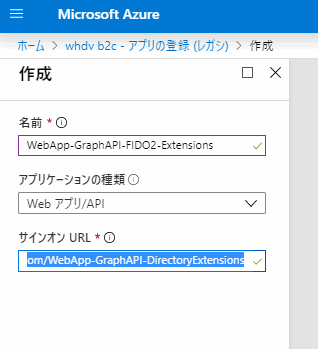 Microsoft Azure
ホーム > whdv b2c - アプリの登録 (レガシ) > 作成
作成
名前 *
WebApp-GraphAPI-FIDO2-Extensions
アプリケーションの種類
Web アプリ/API
サインオン URL *
om/WebApp-GraphAPI-DirectoryExtensions